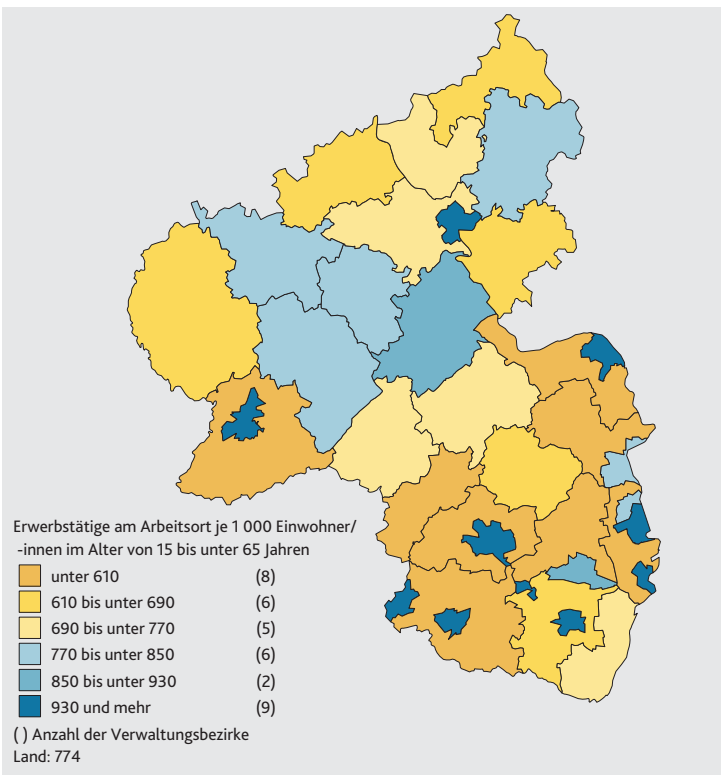 Erwerbstätige am Arbeitsort je 1 000 Einwohner/
-innen im Alter von 15 bis unter 65 Jahren
unter 610 (8)
610 bis unter 690 (6)
690 bis unter 770 (5)
770 bis unter 850 (6)
850 bis unter 930 (2)
930 und mehr (9)
( ) Anzahl der Verwaltungsbezirke
Land: 774